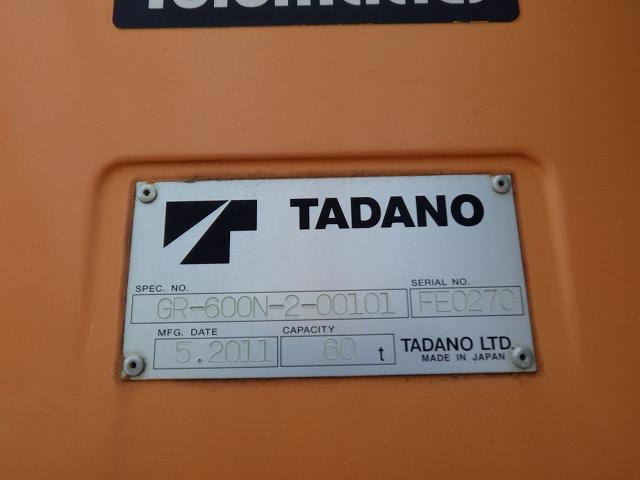 TADANO
SPEC. NO. SERIAL NO.
GR-600N-2-00101 FE0270
MFG. DATE CAPACITY
5.2011 60 t TADANO LTD.
MADE IN JAPAN